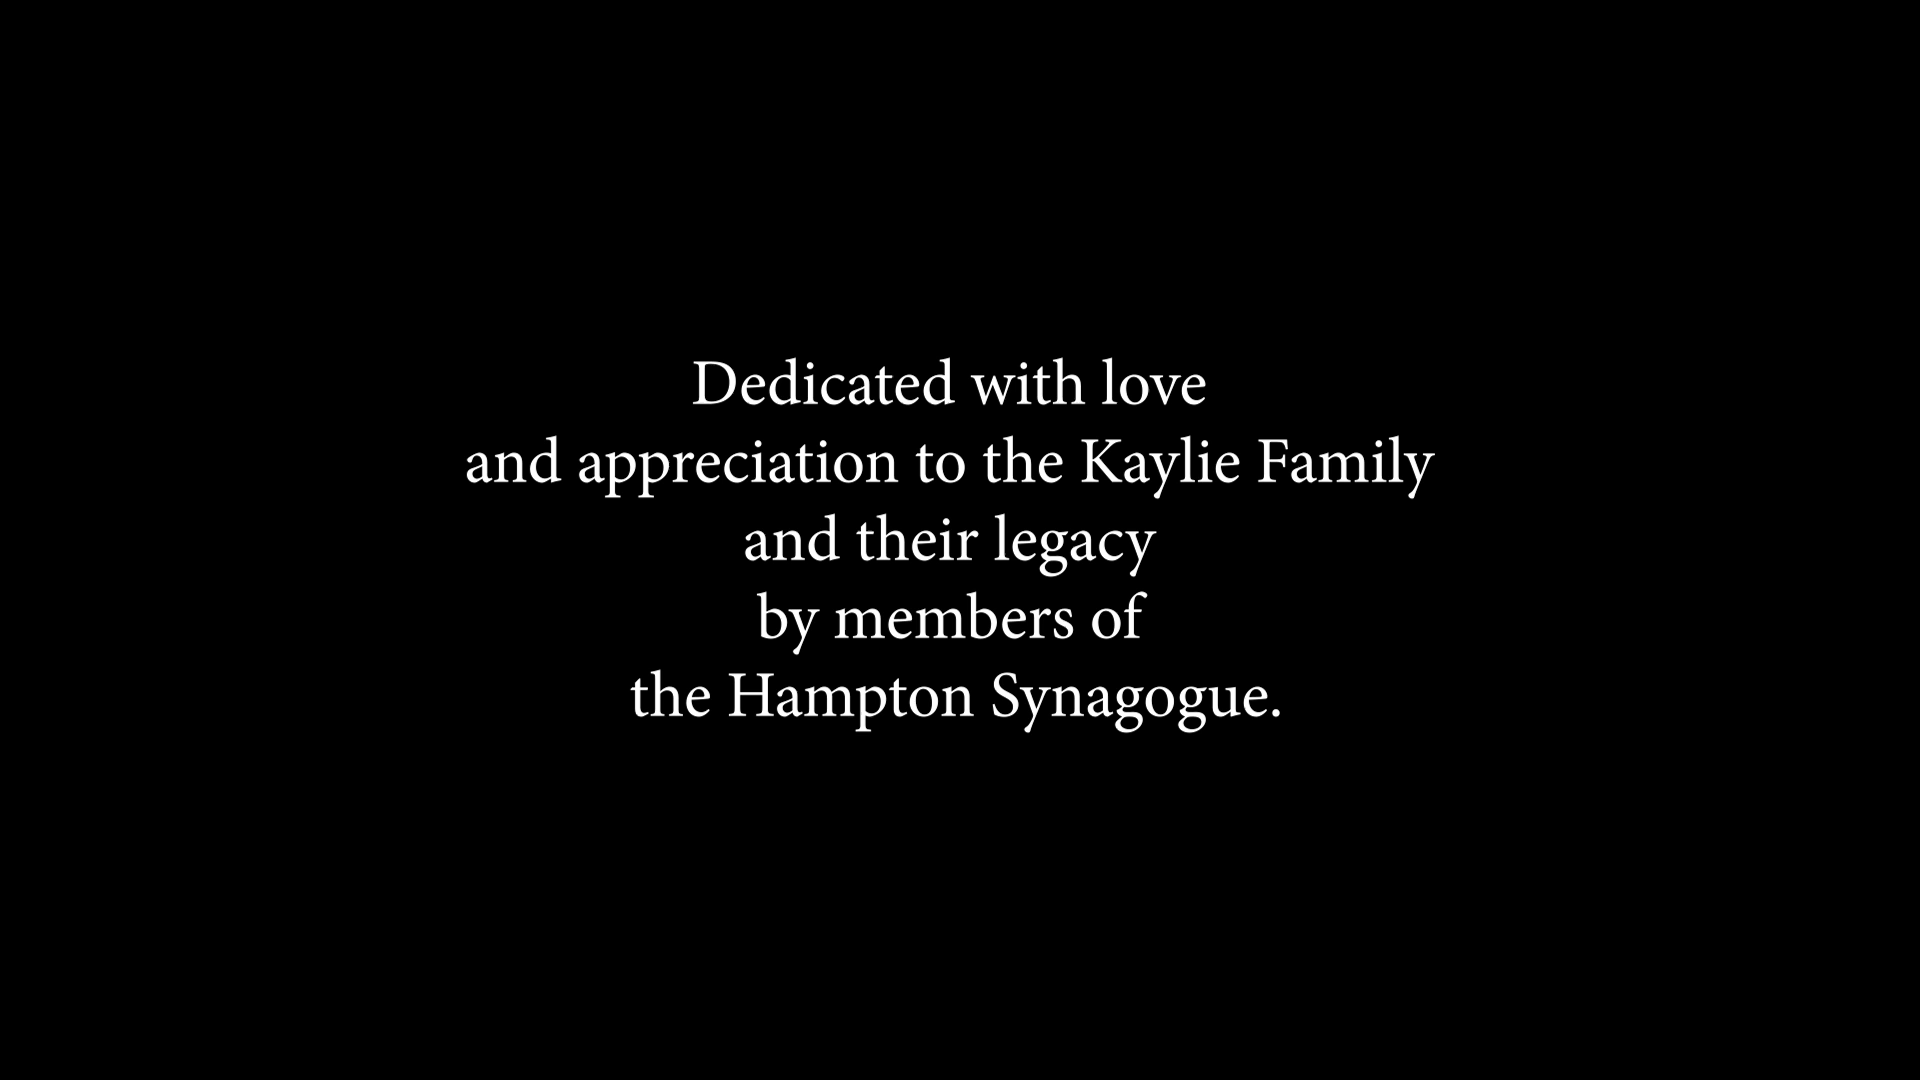 Dedicated with love
and appreciation to the Kaylie Family
and their legacy
by members of
the Hampton Synagogue.